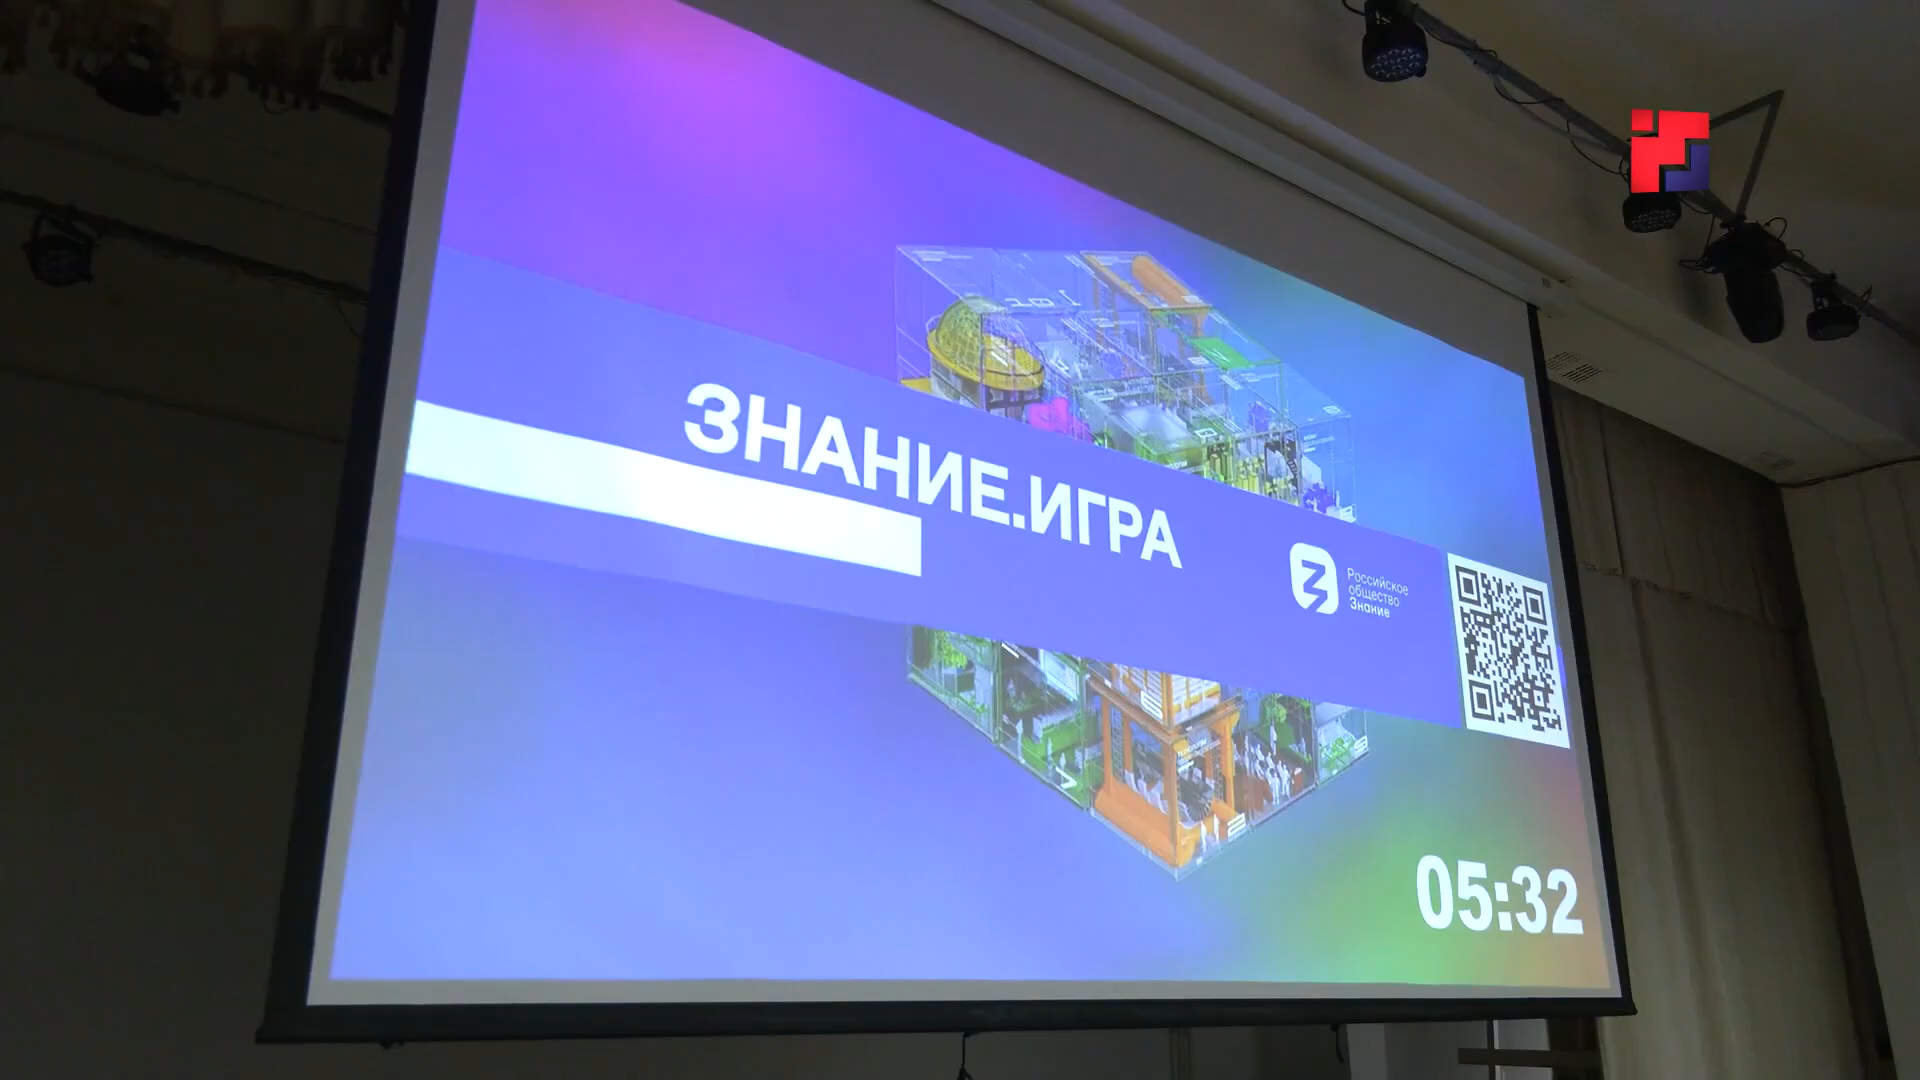 ЗНАНИЕ.ИГРА
Российское
общество
Знание
05:32